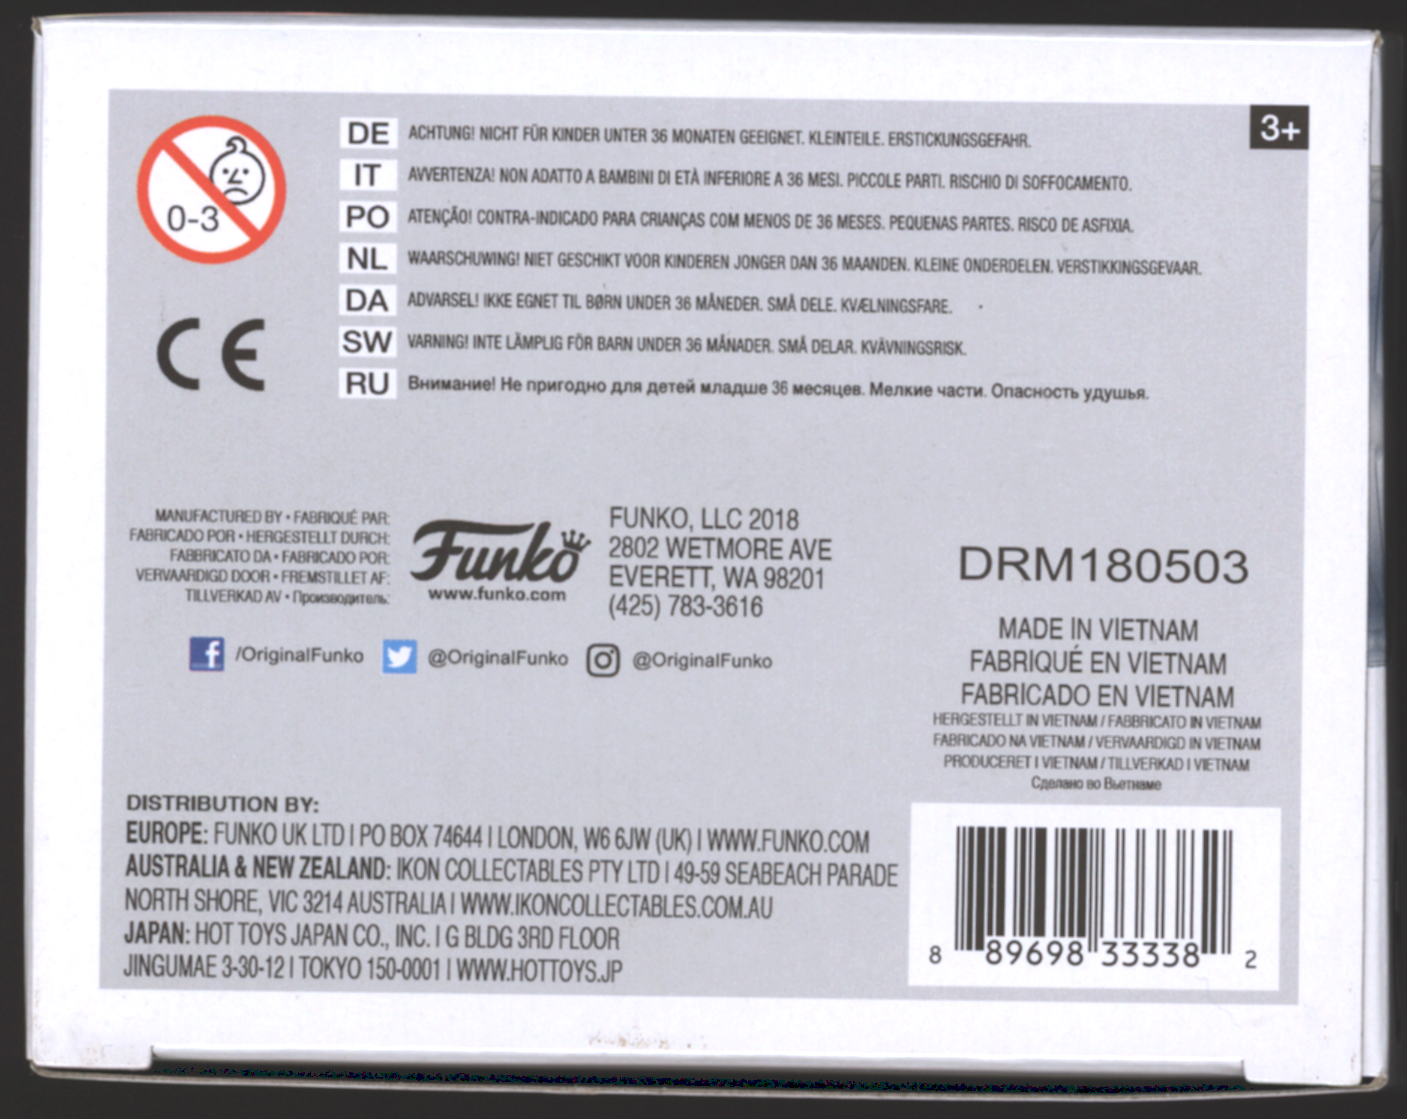 0-3
3+
DE ACHTUNG! NICHT FÜR KINDER UNTER 36 MONATEN GEEIGNET. KLEINTEILE. ERSTICKUNGSGEFAHR.
IT AVVERTENZA! NON ADATTO A BAMBINI DI ETÀ INFERIORE A 36 MESI. PICCOLE PARTI. RISCHIO DI SOFFOCAMENTO.
PO ATENÇÃO! CONTRA-INDICADO PARA CRIANÇAS COM MENOS DE 36 MESES. PEQUENAS PARTES. RISCO DE ASFIXIA.
NL WAARSCHUWING! NIET GESCHIKT VOOR KINDEREN JONGER DAN 36 MAANDEN. KLEINE ONDERDELEN. VERSTIKKINGSGEVAAR.
DA ADVARSEL! IKKE EGNET TIL BØRN UNDER 36 MÅNEDER. SMÅ DELE. KVÆLNINGSFARE.
SW VARNING! INTE LÄMPLIG FÖR BARN UNDER 36 MÅNADER. SMÅ DELAR. KVÄVNINGSRISK.
RU Внимание! Не пригодно для детей младше 36 месяцев. Мелкие части. Опасность удушья.
CE
MANUFACTURED BY • FABRIQUÉ PAR:
FABRICADO POR • HERGESTELLT DURCH:
FABBRICATO DA • FABRICADO POR:
VERVAARDIGD DOOR • FREMSTILLET AF:
TILLVERKAD AV • Производитель:
Funko
www.funko.com
FUNKO, LLC 2018
2802 WETMORE AVE
EVERETT, WA 98201
(425) 783-3616
/OriginalFunko @OriginalFunko @OriginalFunko
DRM180503
MADE IN VIETNAM
FABRIQUÉ EN VIETNAM
FABRICADO EN VIETNAM
HERGESTELLT IN VIETNAM / FABBRICATO IN VIETNAM
FABRICADO NA VIETNAM / VERVAARDIGD IN VIETNAM
PRODUCERET I VIETNAM / TILLVERKAD I VIETNAM
Сделано во Вьетнаме
DISTRIBUTION BY:
EUROPE: FUNKO UK LTD | PO BOX 74644 | LONDON, W6 6JW (UK) | WWW.FUNKO.COM
AUSTRALIA & NEW ZEALAND: IKON COLLECTABLES PTY LTD | 49-59 SEABEACH PARADE
NORTH SHORE, VIC 3214 AUSTRALIA | WWW.IKONCOLLECTABLES.COM.AU
JAPAN: HOT TOYS JAPAN CO., INC. | G BLDG 3RD FLOOR
JINGUMAE 3-30-12 | TOKYO 150-0001 | WWW.HOTTOYS.JP
8 89698 33338 2